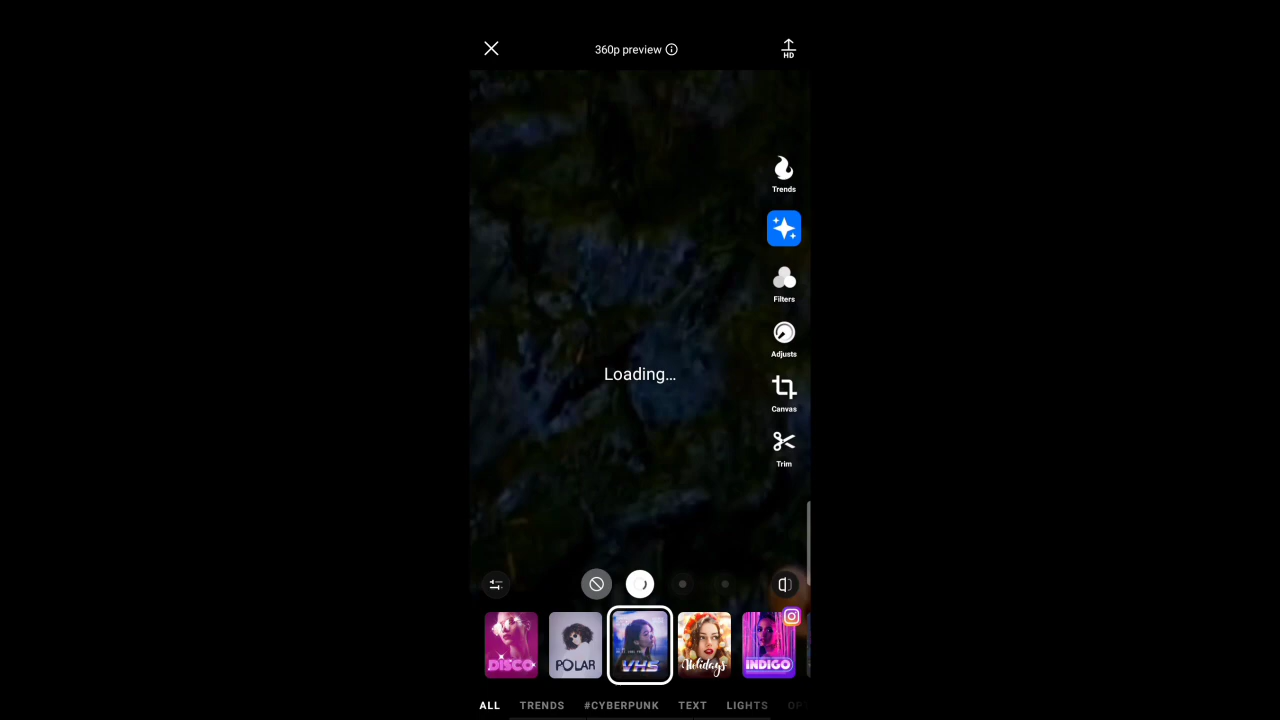 360p preview
HD
Trends
Filters
Adjusts
Loading...
Canvas
Trim
DISCO
POLAR
VHS
Holidays
INDIGO
ALL TRENDS #CYBERPUNK TEXT LIGHTS